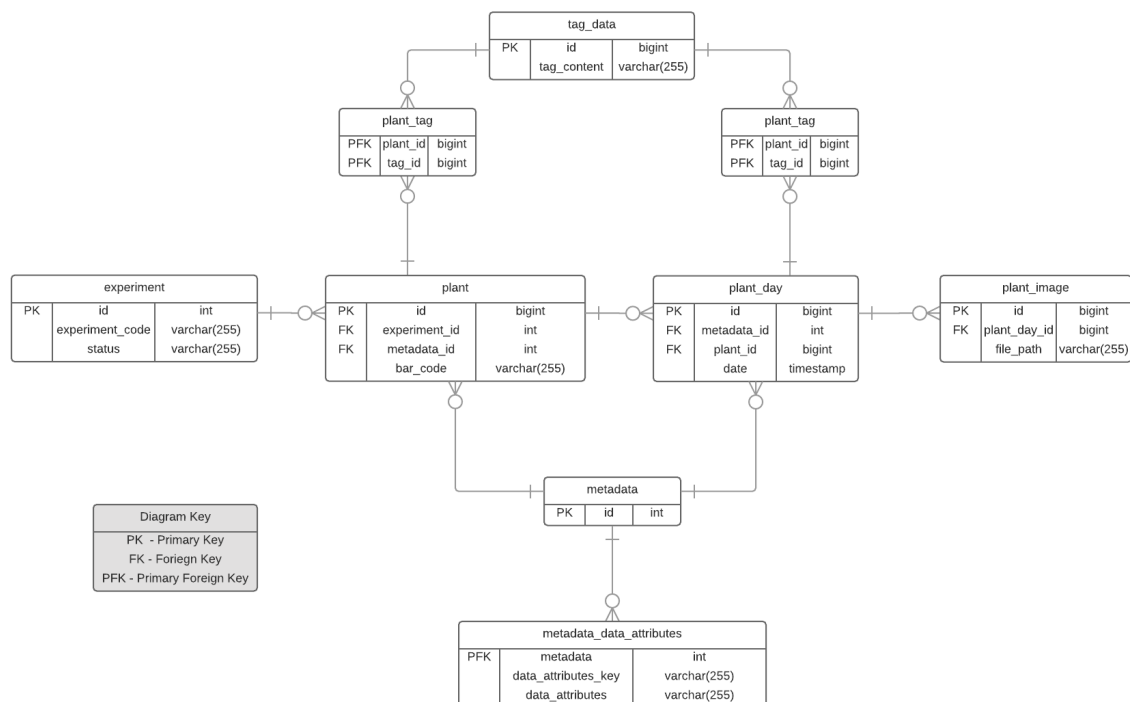 tag_data
PK id bigint
tag_content varchar(255)
plant_tag
PFK plant_id bigint
PFK tag_id bigint
plant_tag
PFK plant_id bigint
PFK tag_id bigint
experiment
PK id int
experiment_code varchar(255)
status varchar(255)
plant
PK id bigint
FK experiment_id int
FK metadata_id int
bar_code varchar(255)
plant_day
PK id bigint
FK metadata_id int
FK plant_id bigint
date timestamp
plant_image
PK id bigint
FK plant_day_id bigint
file_path varchar(255)
metadata
PK id int
Diagram Key
PK - Primary Key
FK - Foriegn Key
PFK - Primary Foreign Key
metadata_data_attributes
PFK metadata int
data_attributes_key varchar(255)
data_attributes varchar(255)